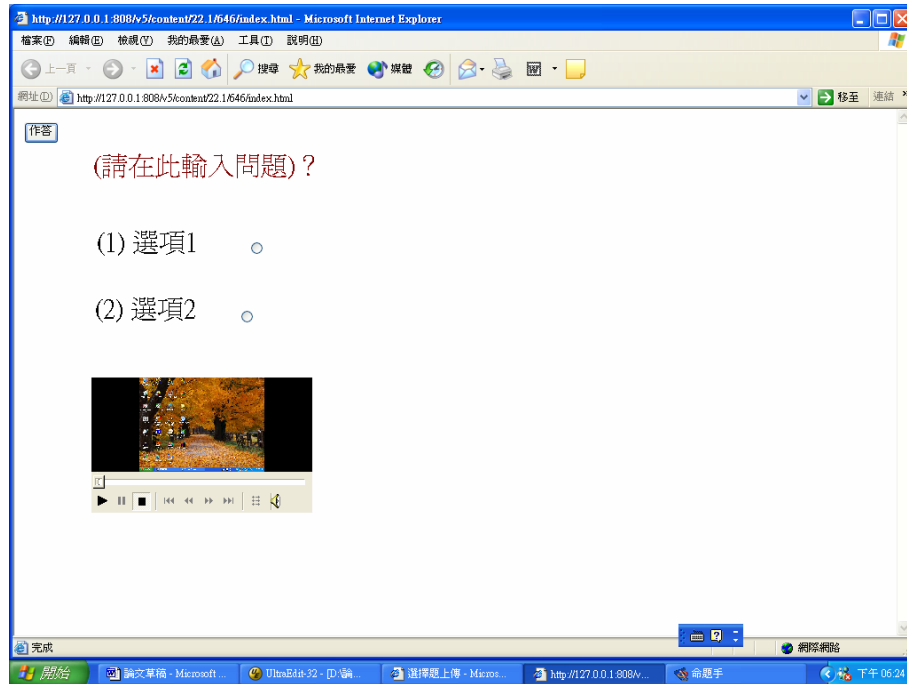 http://127.0.0.1:808/v5/content/22.1/646/index.html - Microsoft Internet Explorer
檔案(F) 編輯(E) 檢視(V) 我的最愛(A) 工具(T) 說明(H)
上一頁 搜尋 我的最愛 媒體
網址(D) http://127.0.0.1:808/v5/content/22.1/646/index.html 移至 連結 »
作答
(請在此輸入問題)?
(1) 選項1
(2) 選項2
完成 網際網路
開始 論文草稿 - Microsoft ... UltraEdit-32 - [D:\論... 選擇題上傳 - Micros... http://127.0.0.1:808/v... 命題手 下午 06:24